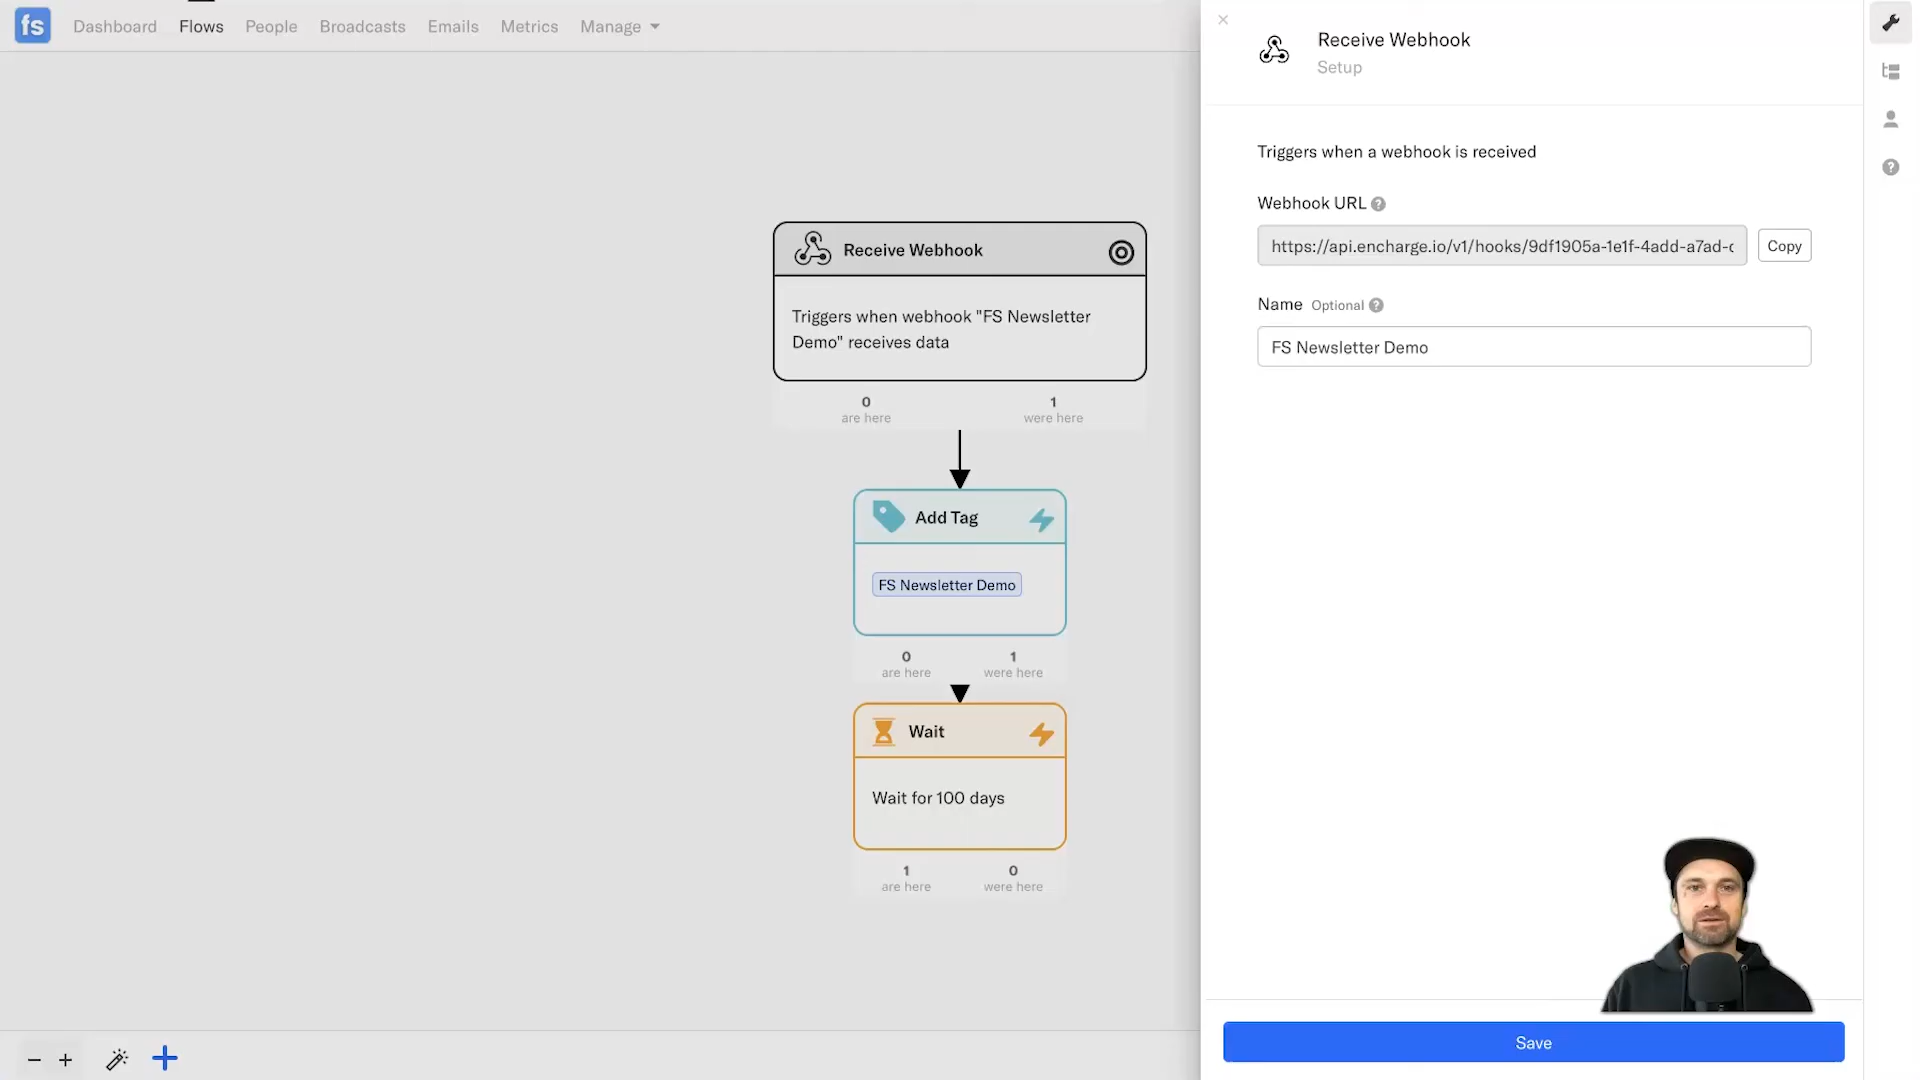 fs
Dashboard
Flows
People
Broadcasts
Emails
Metrics
Manage
Receive Webhook
Triggers when webhook "FS Newsletter
Demo" receives data
0
are here
1
were here
Add Tag
FS Newsletter Demo
0
are here
1
were here
Wait
Wait for 100 days
1
are here
0
were here
×
Receive Webhook
Setup
Triggers when a webhook is received
Webhook URL ?
https://api.encharge.io/v1/hooks/9df1905a-1e1f-4add-a7ad-
Copy
Name Optional ?
FS Newsletter Demo
Save
?